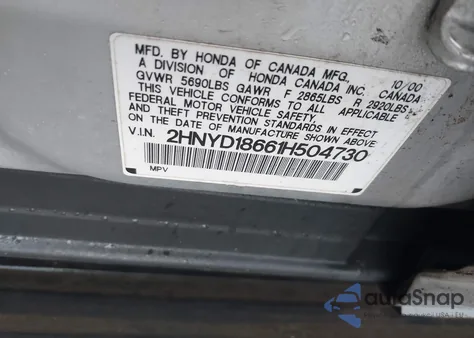 MFD. BY HONDA OF CANADA MFG. 10/00
A DIVISION OF HONDA CANADA INC. CANADA
GVWR 5690LBS GAWR F 2865LBS R 2920LBS
THIS VEHICLE CONFORMS TO ALL APPLICABLE
FEDERAL MOTOR VEHICLE SAFETY,
AND THEFT PREVENTION STANDARDS IN EFFECT
ON THE DATE OF MANUFACTURE SHOWN ABOVE
V.I.N. 2HNYD18661H504730
MPV
autoSnap